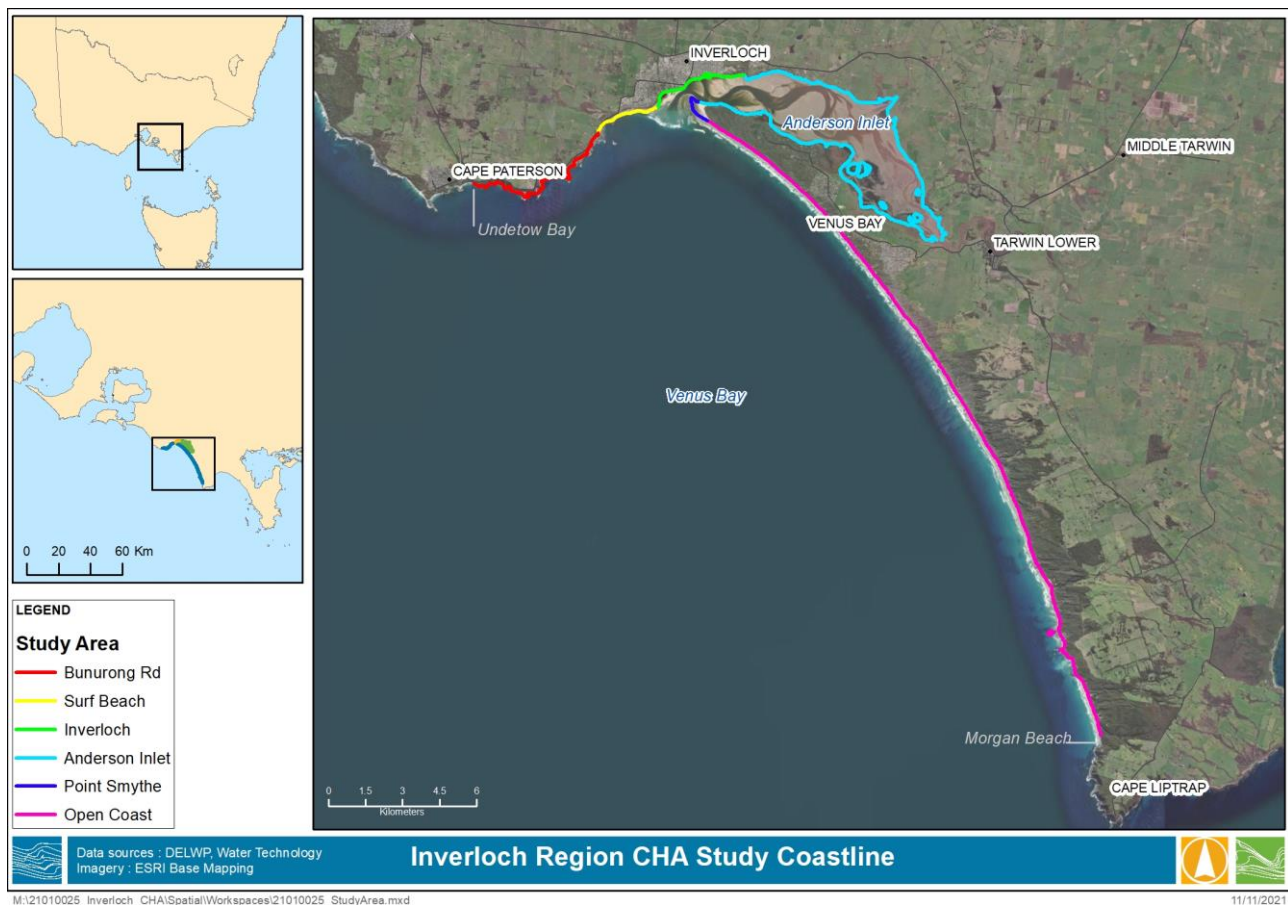 INVERLOCH
Anderson Inlet
MIDDLE TARWIN
CAPE PATERSON
Undetow Bay
VENUS BAY
TARWIN LOWER
Venus Bay
Morgan Beach
CAPE LIPTRAP
0 1.5 3 4.5 6
Kilometers
0 20 40 60 Km
LEGEND
Study Area
Bunurong Rd
Surf Beach
Inverloch
Anderson Inlet
Point Smythe
Open Coast
Data sources : DELWP, Water Technology
Imagery : ESRI Base Mapping
Inverloch Region CHA Study Coastline
M:\21010025_Inverloch_CHA\Spatial\Workspaces\21010025_StudyArea.mxd
11/11/2021